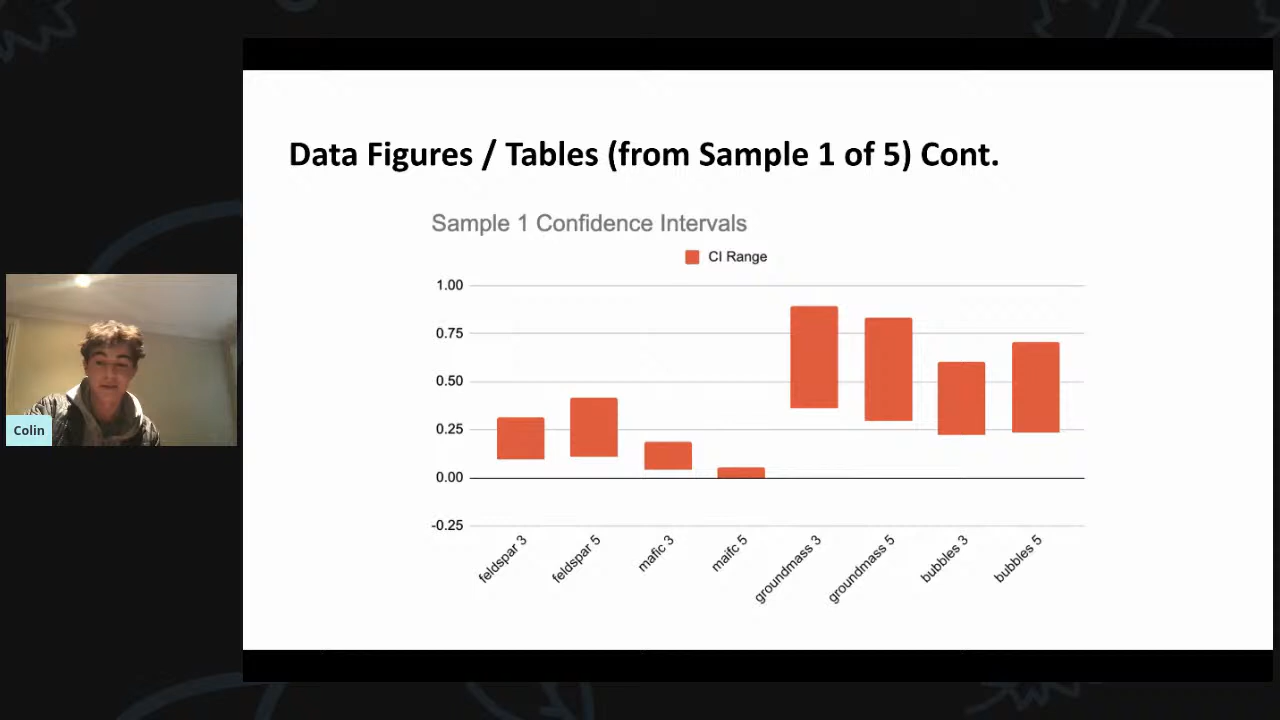 Data Figures / Tables (from Sample 1 of 5) Cont.
Sample 1 Confidence Intervals
CI Range
1.00
0.75
0.50
0.25
0.00
-0.25
feldspar 3
feldspar 5
mafic 3
maifc 5
groundmass 3
groundmass 5
bubbles 3
bubbles 5
Colin